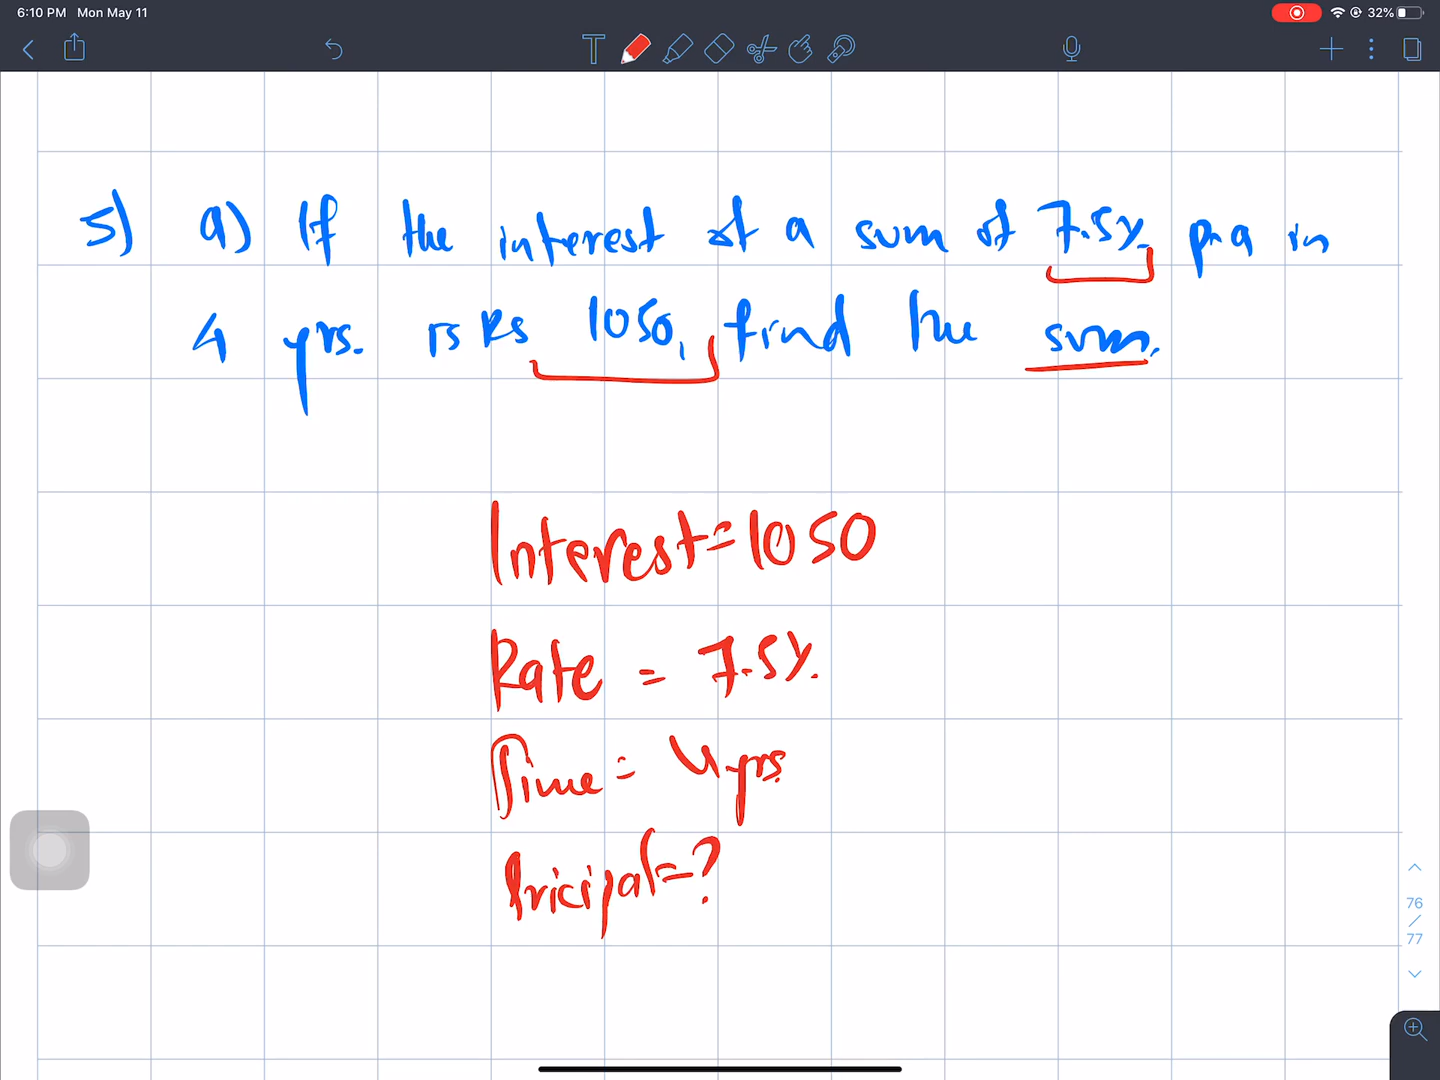 6:10 PM Mon May 11
32%
5) a) If the interest of a sum of 7.5% p.a in
4 yrs. is Rs 1050, find the sum.
Interest=1050
Rate = 7.5%.
Time = 4yrs
Pricipal=?
76
/
77